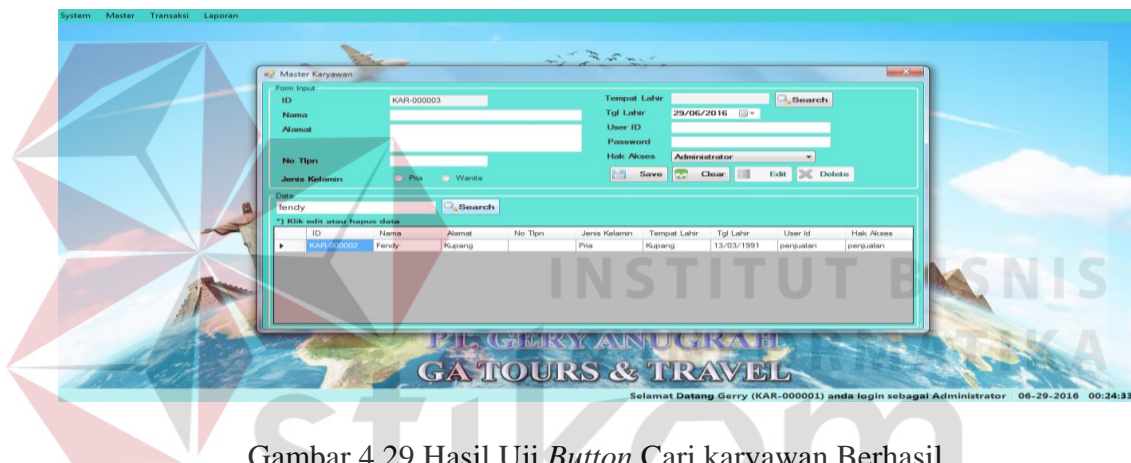 System Master Transaksi Laporan
Master Karyawan
Form Input
ID KAR-000003 Tempat Lahir Search
Nama Tgl Lahir 29/06/2016
Alamat User ID
Password
No Tlpn Hak Akses Administrator
Jenis Kelamin Pria Wanita Save Clear Edit Delete
Data
fendy Search
*) Klik edit atau hapus data
ID Nama Alamat No Tlpn Jenis Kelamin Tempat Lahir Tgl Lahir User Id Hak Akses
KAR-000002 Fendy Kupang Pria Kupang 13/03/1991 penjualan penjualan
INSTITUT BISNIS
PT. GERY ANUGRAH
GA TOURS & TRAVEL
Selamat Datang Gerry (KAR-000001) anda login sebagai Administrator 06-29-2016 00:24:33
stikom
Gambar 4.29 Hasil Uji Button Cari karyawan Berhasil